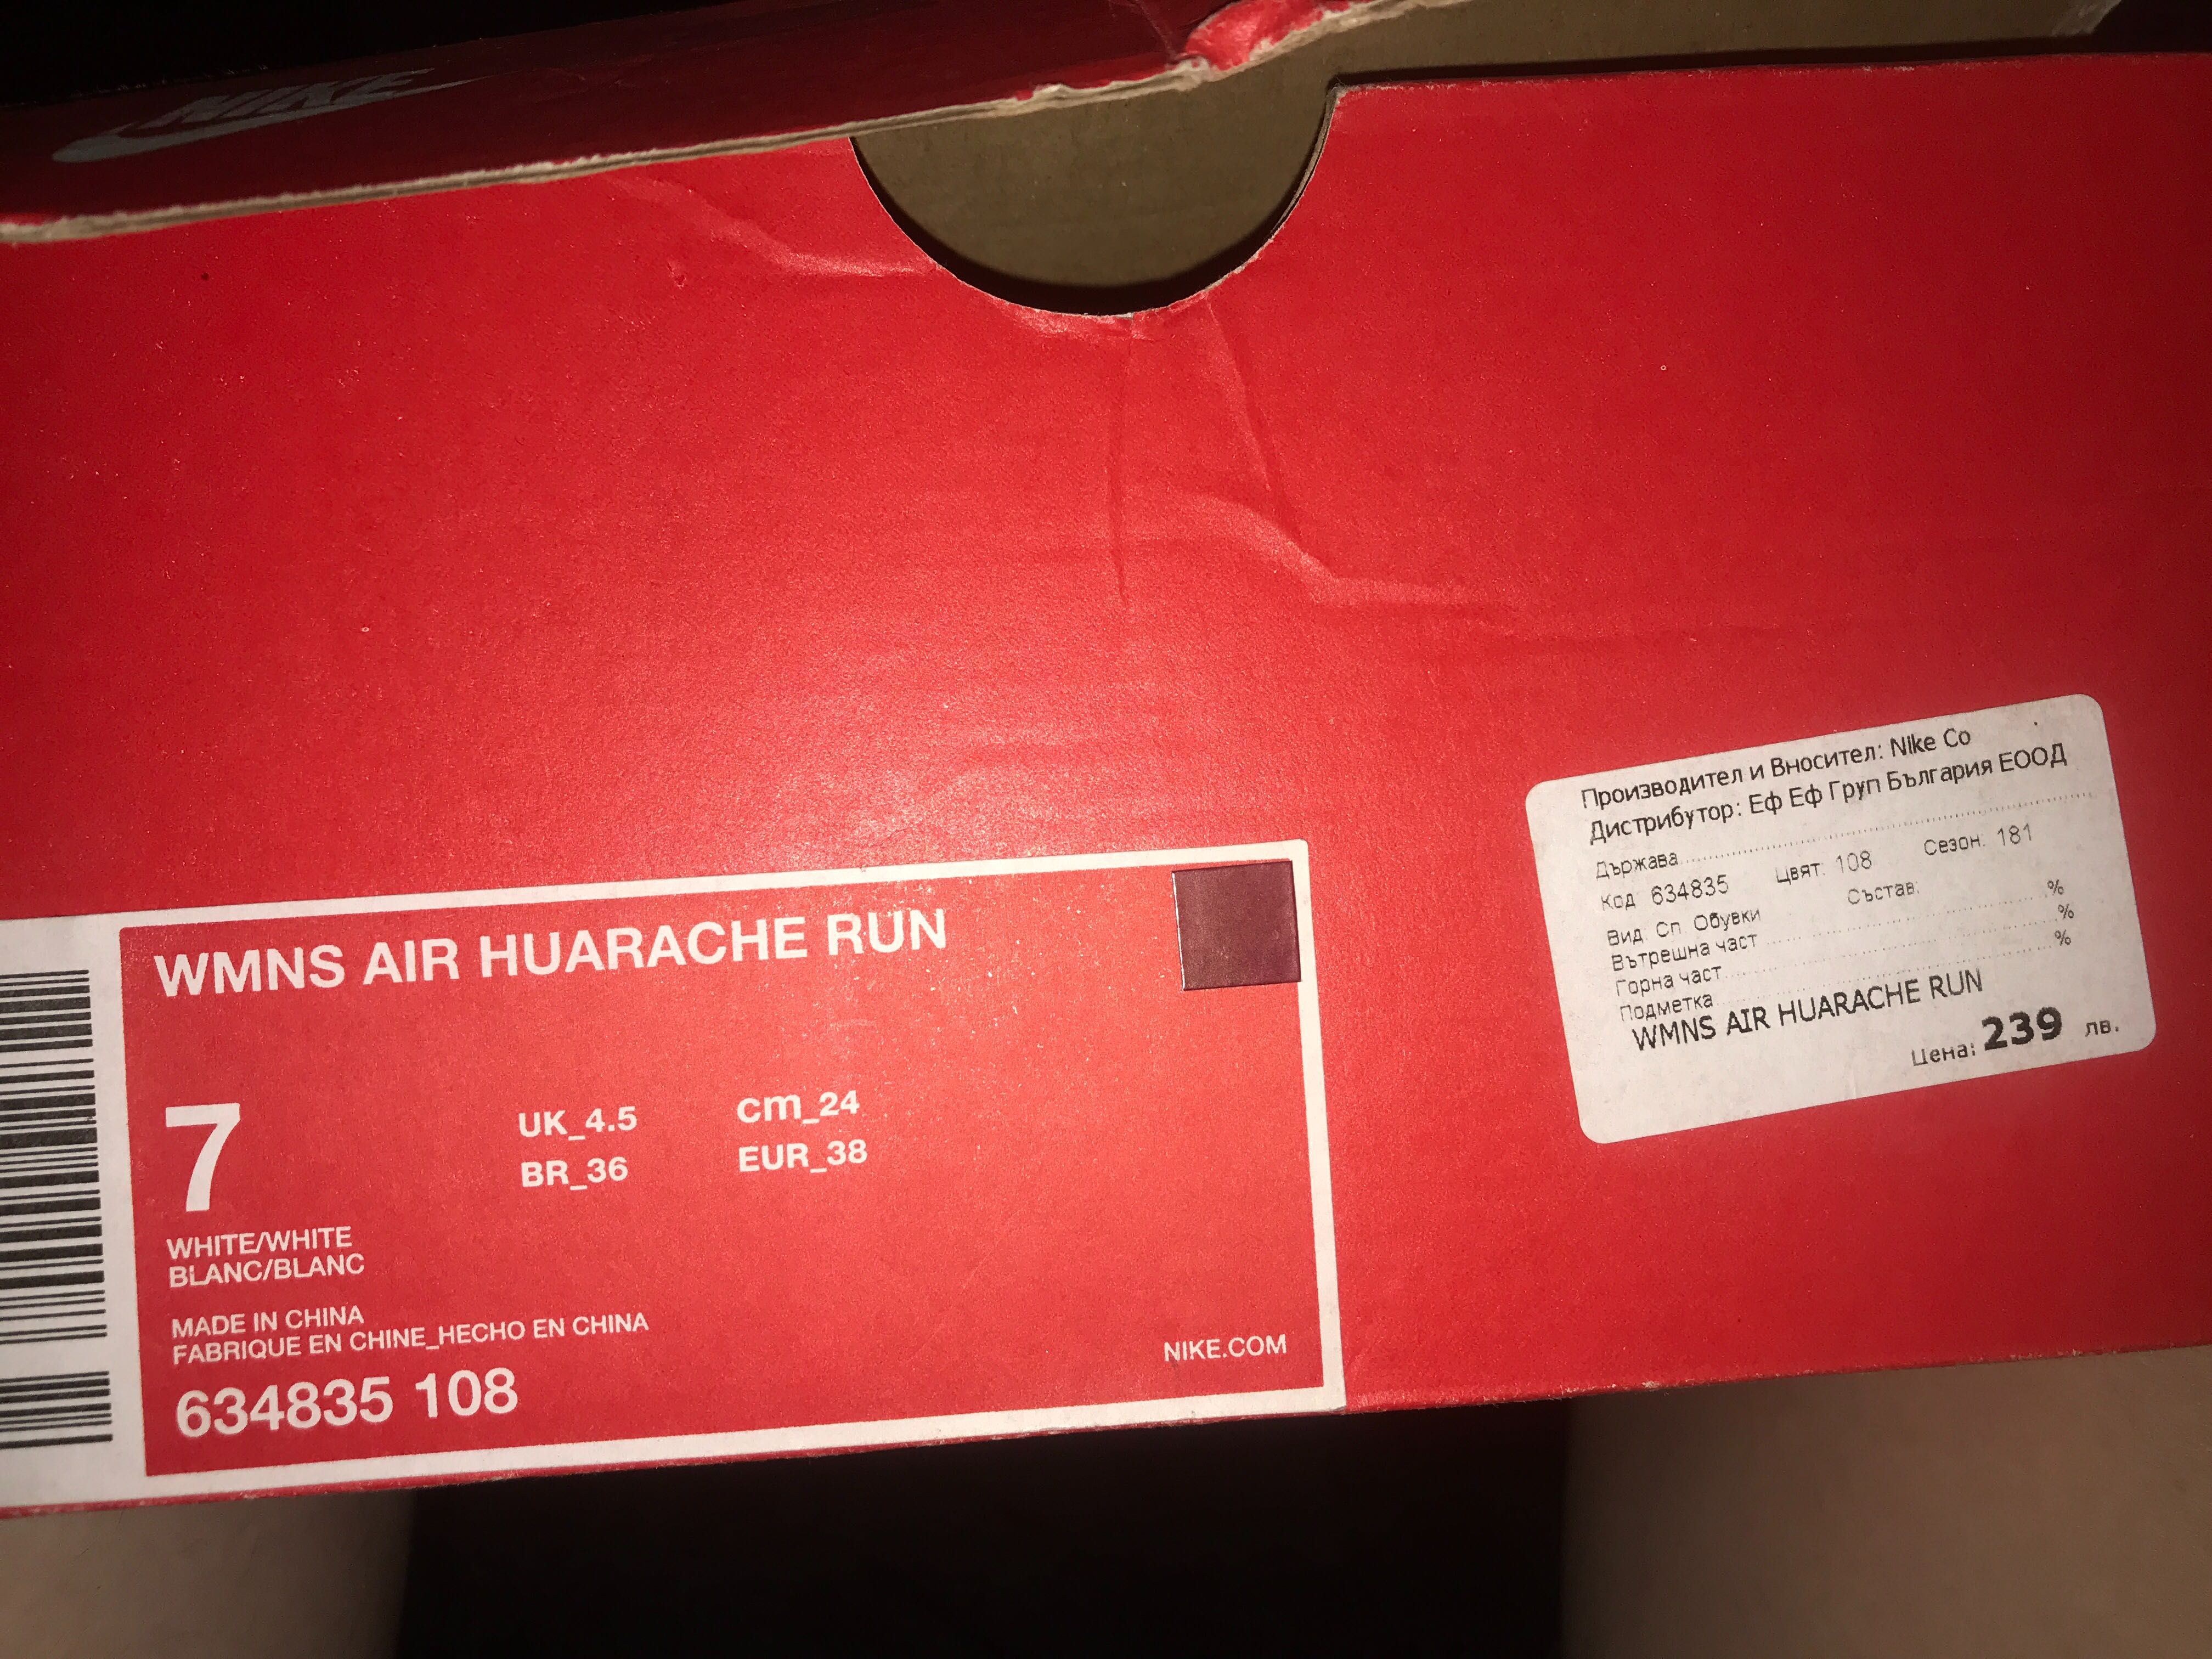 NIKE
WMNS AIR HUARACHE RUN
7
UK_4.5 cm_24
BR_36 EUR_38
WHITE/WHITE
BLANC/BLANC
MADE IN CHINA
FABRIQUE EN CHINE_HECHO EN CHINA
634835 108
NIKE.COM
Производител и Вносител: Nike Co
Дистрибутор: Еф Еф Груп България ЕООД
Държава
Код 634835 Цвят: 108 Сезон: 181
Вид Сп Обувки Състав:
Вътрешна част %
Горна част %
Подметка %
WMNS AIR HUARACHE RUN
Цена: 239 лв.